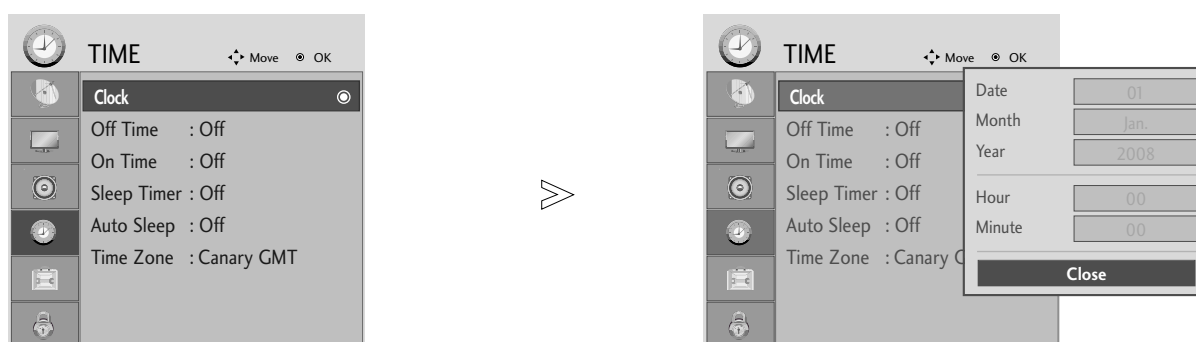 TIME
Move
OK
Clock
Off Time : Off
On Time : Off
Sleep Timer : Off
Auto Sleep : Off
Time Zone : Canary GMT
TIME
Move
OK
Clock
Off Time : Off
On Time : Off
Sleep Timer : Off
Auto Sleep : Off
Time Zone : Canary G
Date 01
Month Jan.
Year 2008
Hour 00
Minute 00
Close